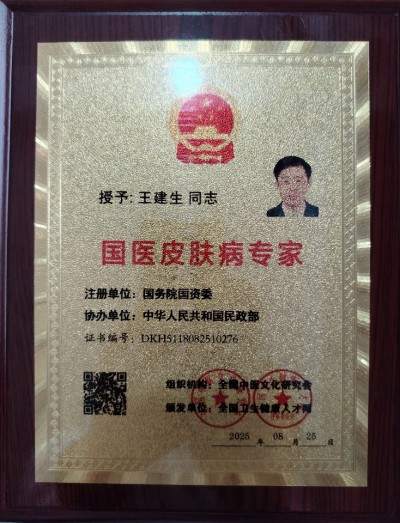 授予: 王建生 同志
国医皮肤病专家
注册单位: 国务院国资委
协办单位: 中华人民共和国民政部
证书编号: DKH5118082510276
组织机构: 全国中医文化研究会
颁发单位: 全国卫生健康人才网
2025 年 08 月 25 日